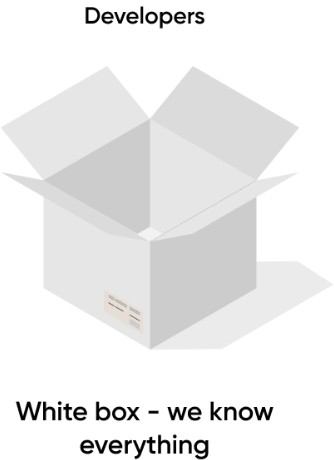 Developers
White box - we know
everything